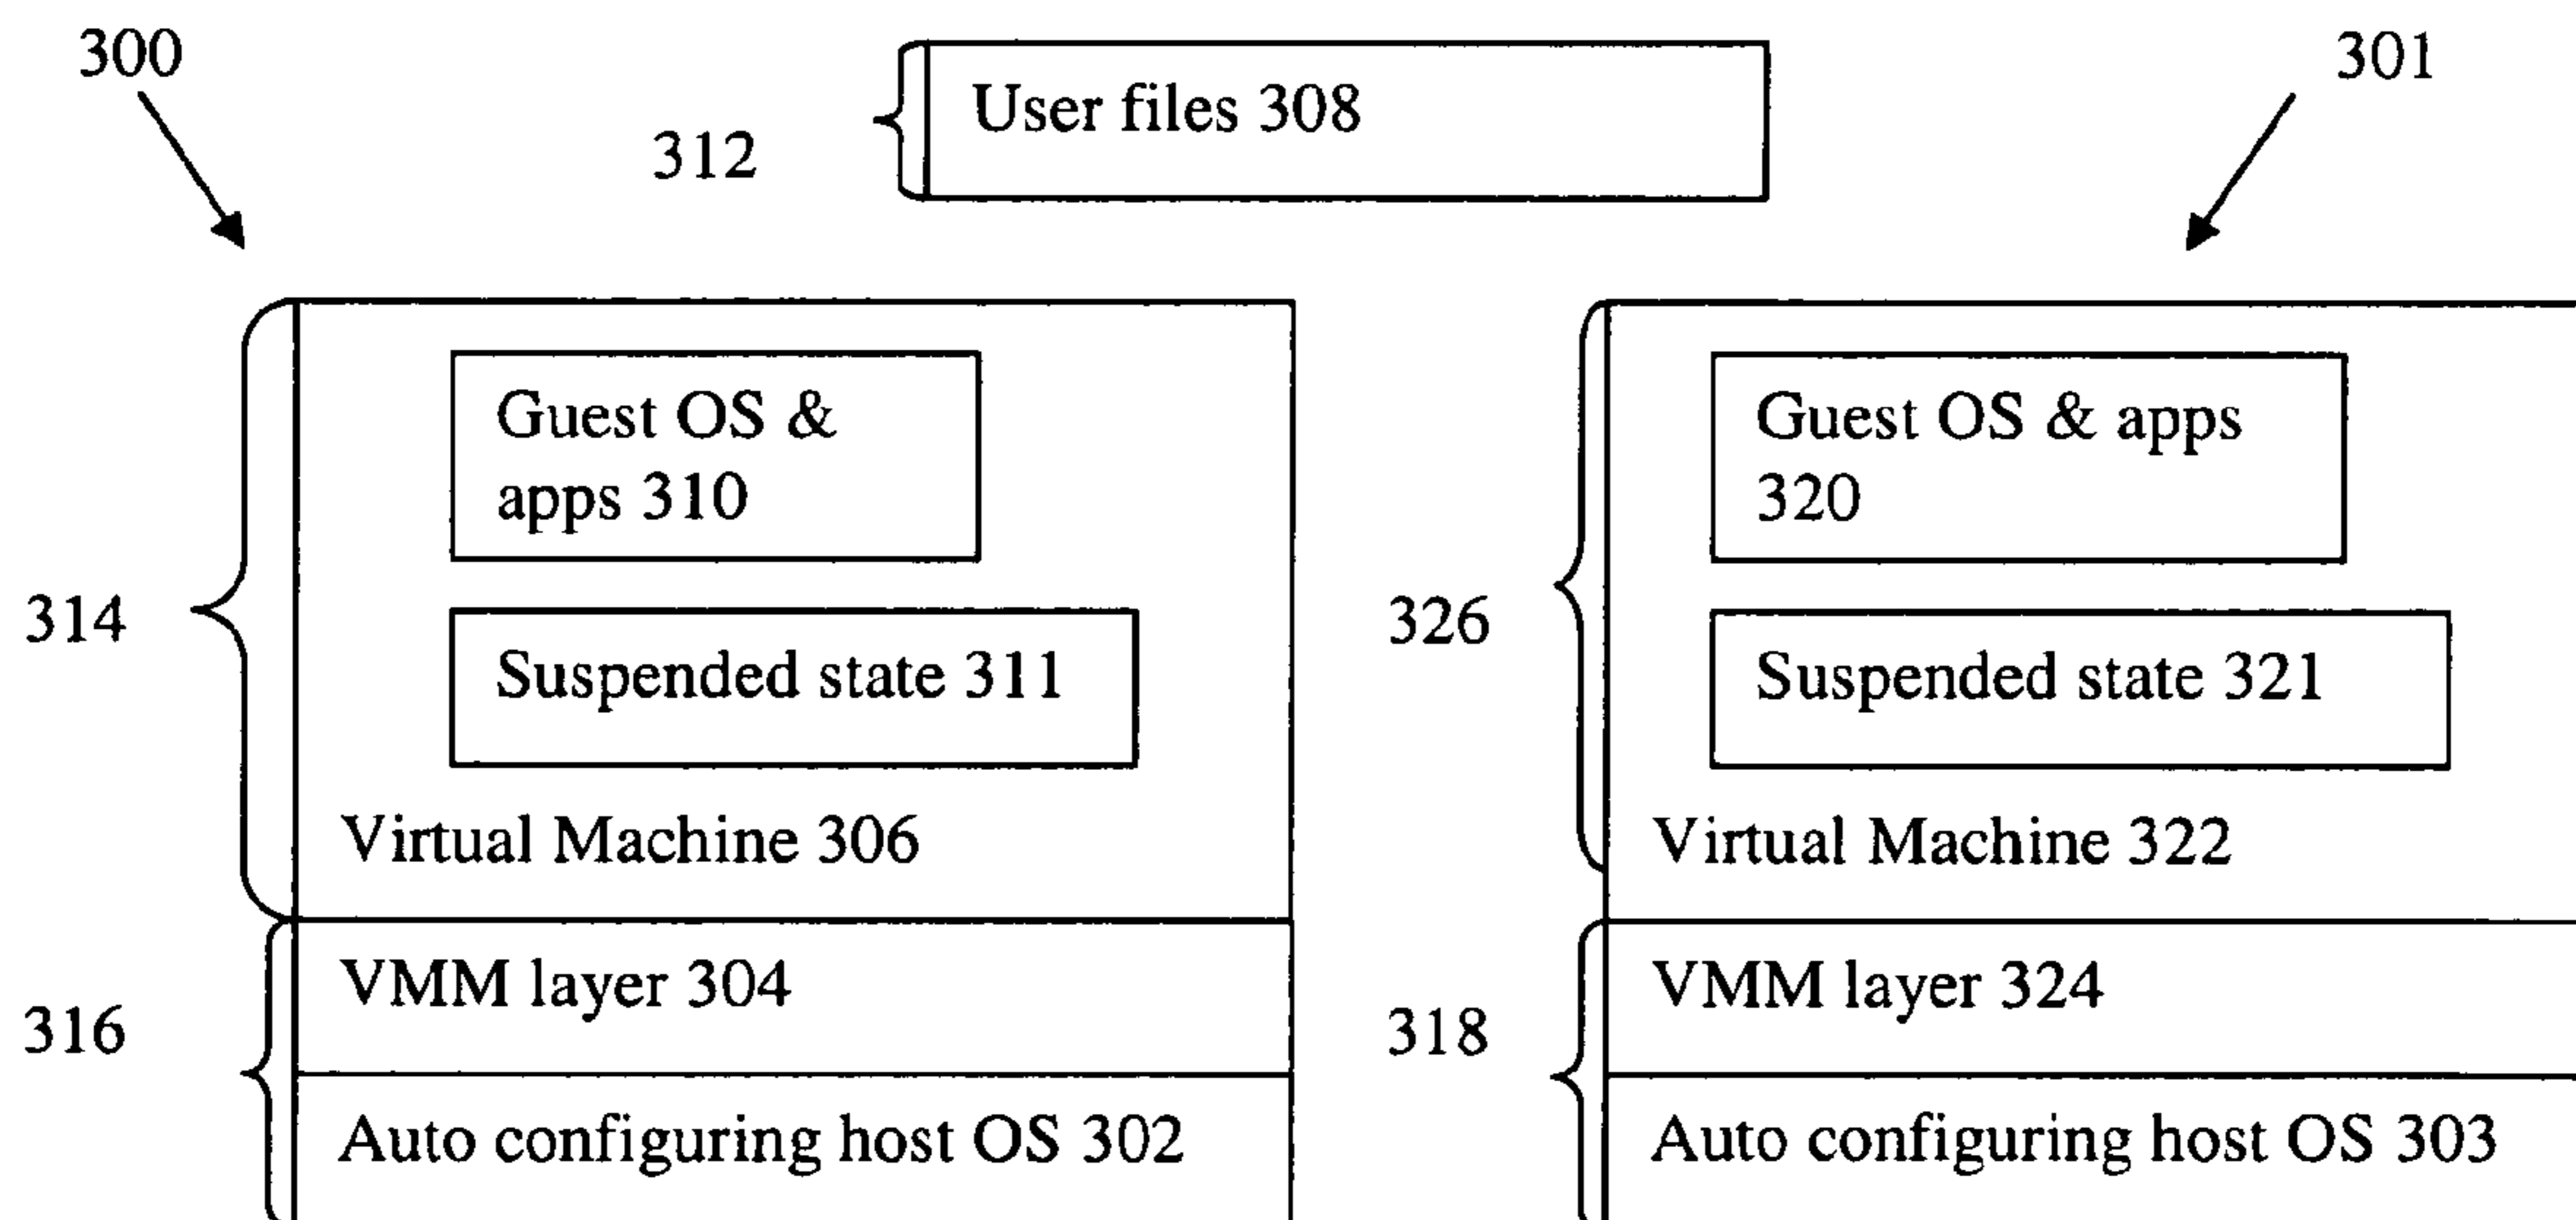 300
301
User files 308
312
Guest OS &
apps 310
Guest OS & apps
320
314
Suspended state 311
326
Suspended state 321
Virtual Machine 306
Virtual Machine 322
VMM layer 304
VMM layer 324
316
318
Auto configuring host OS 302
Auto configuring host OS 303